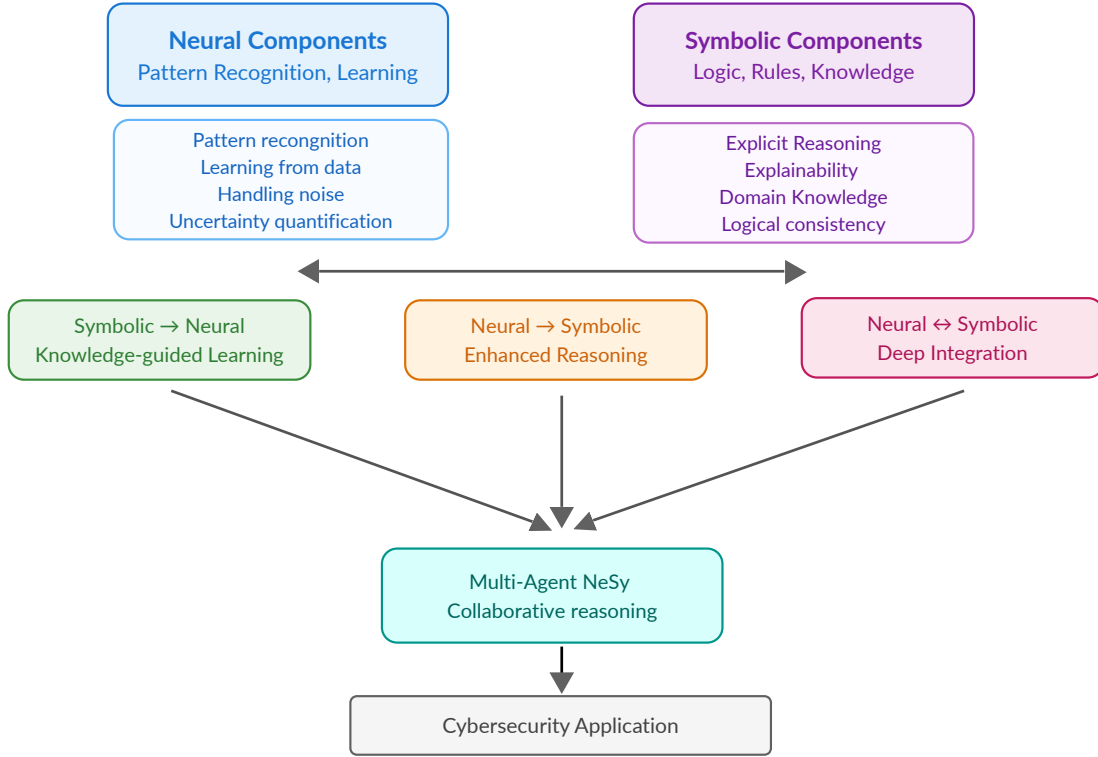 Neural Components
Pattern Recognition, Learning
Symbolic Components
Logic, Rules, Knowledge
Pattern recongnition
Learning from data
Handling noise
Uncertainty quantification
Explicit Reasoning
Explainability
Domain Knowledge
Logical consistency
Symbolic → Neural
Knowledge-guided Learning
Neural → Symbolic
Enhanced Reasoning
Neural ↔ Symbolic
Deep Integration
Multi-Agent NeSy
Collaborative reasoning
Cybersecurity Application